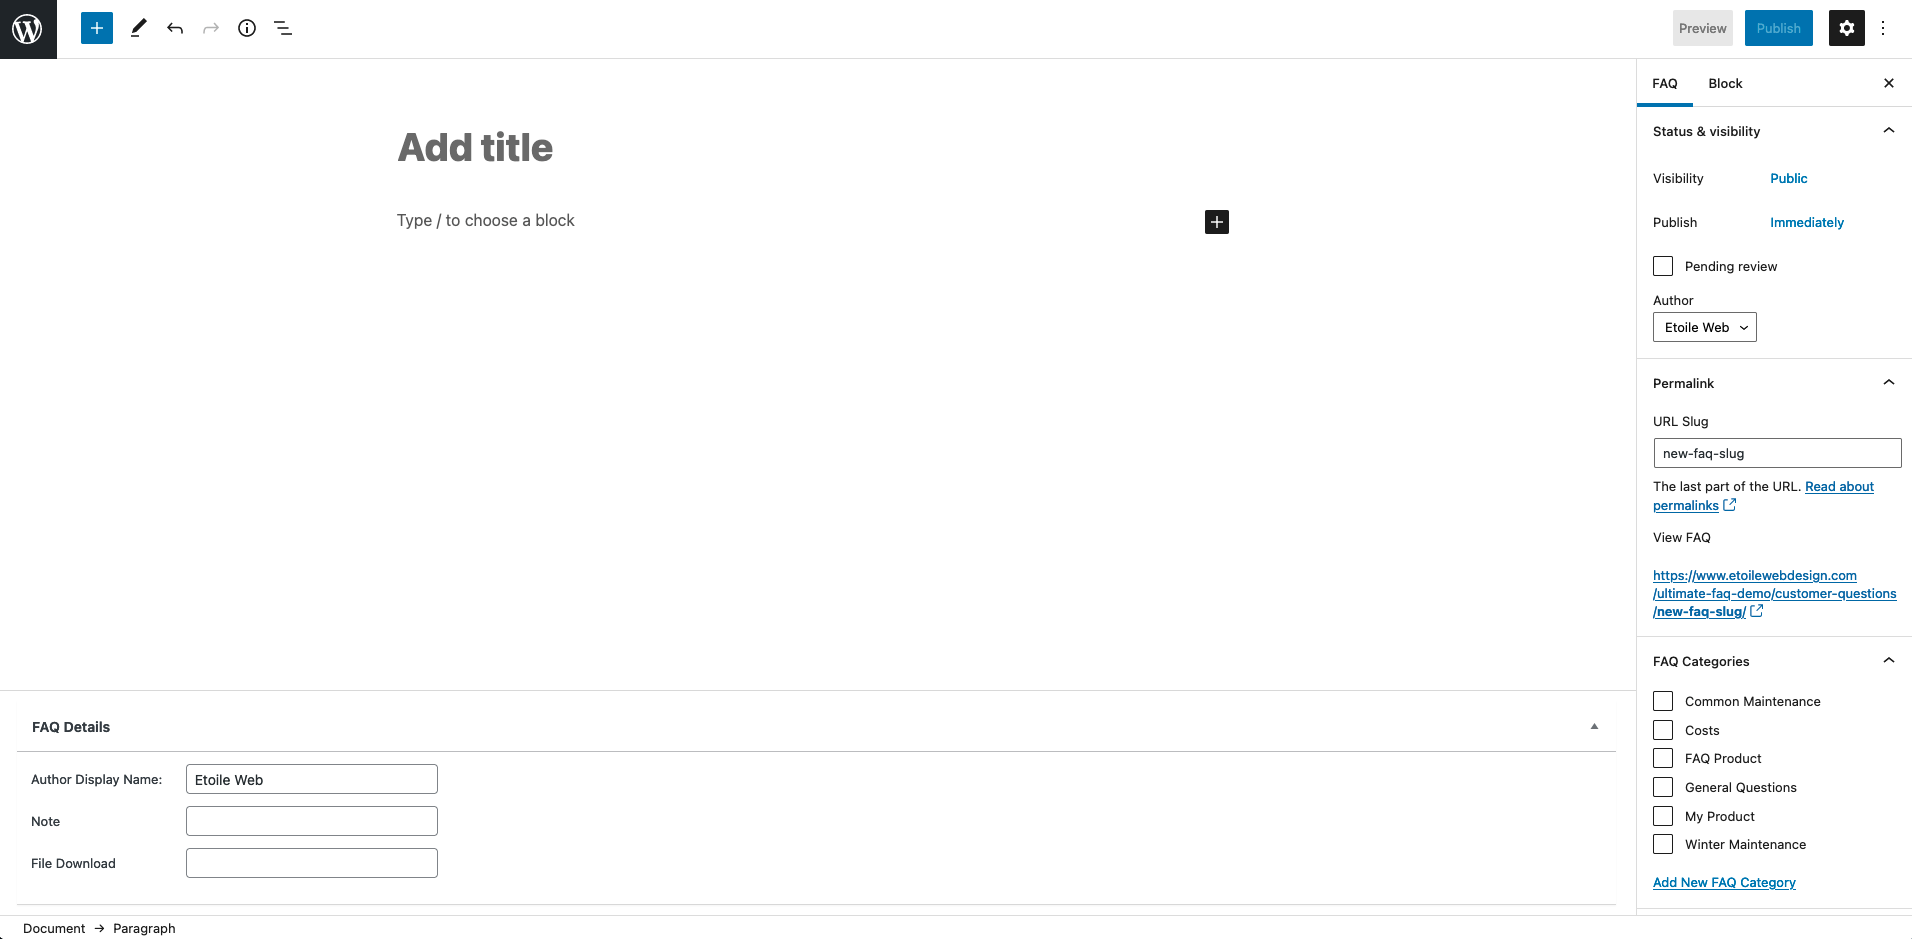 Preview
Publish
Add title
Type / to choose a block
FAQ
Block
Status & visibility
Visibility
Public
Publish
Immediately
Pending review
Author
Etoile Web
Permalink
URL Slug
new-faq-slug
The last part of the URL. Read about
permalinks
View FAQ
https://www.etoilewebdesign.com
/ultimate-faq-demo/customer-questions
/new-faq-slug/
FAQ Categories
Common Maintenance
Costs
FAQ Product
General Questions
My Product
Winter Maintenance
Add New FAQ Category
FAQ Details
Author Display Name:
Etoile Web
Note
File Download
Document → Paragraph